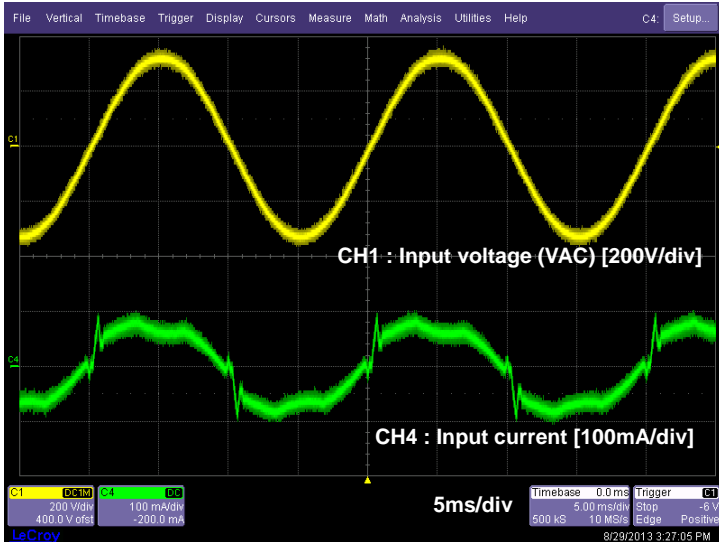 File Vertical Timebase Trigger Display Cursors Measure Math Analysis Utilities Help C4: Setup...
C1
CH1 : Input voltage (VAC) [200V/div]
C4
CH4 : Input current [100mA/div]
5ms/div
C1 DC1M
200 V/div
400.0 V ofst
C4 DC
100 mA/div
-200.0 mA
Timebase 0.0 ms
5.00 ms/div
500 kS 10 MS/s
Trigger C1
Stop -6 V
Edge Positive
LeCroy
8/29/2013 3:27:05 PM